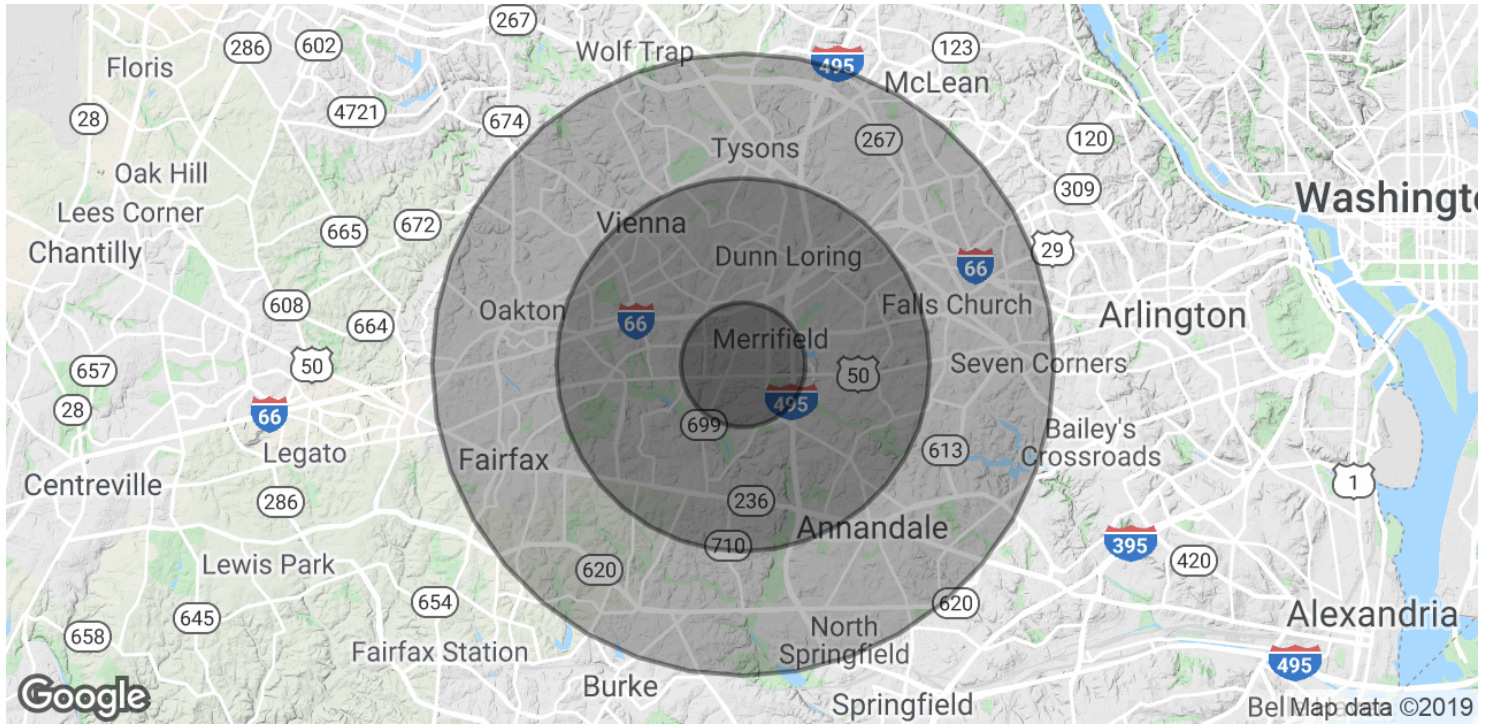 267
286
602
Wolf Trap
495
123
Floris
McLean
28
4721
674
267
120
Tysons
Oak Hill
309
Washingt
Lees Corner
672
Vienna
665
29
Chantilly
Dunn Loring
66
608
Falls Church
Oakton
66
664
Arlington
Merrifield
50
Seven Corners
657
50
28
66
495
699
Bailey's
Crossroads
Legato
Fairfax
613
Centreville
286
236
1
Annandale
710
395
Lewis Park
620
420
654
620
645
Alexandria
658
North
Springfield
Fairfax Station
495
Burke
Google
Springfield
Bel
Map data ©2019